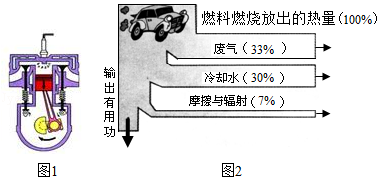 燃料燃烧放出的热量(100%)
废气(33%)
冷却水(30%)
摩擦与辐射(7%)
输出有用功
图1
图2